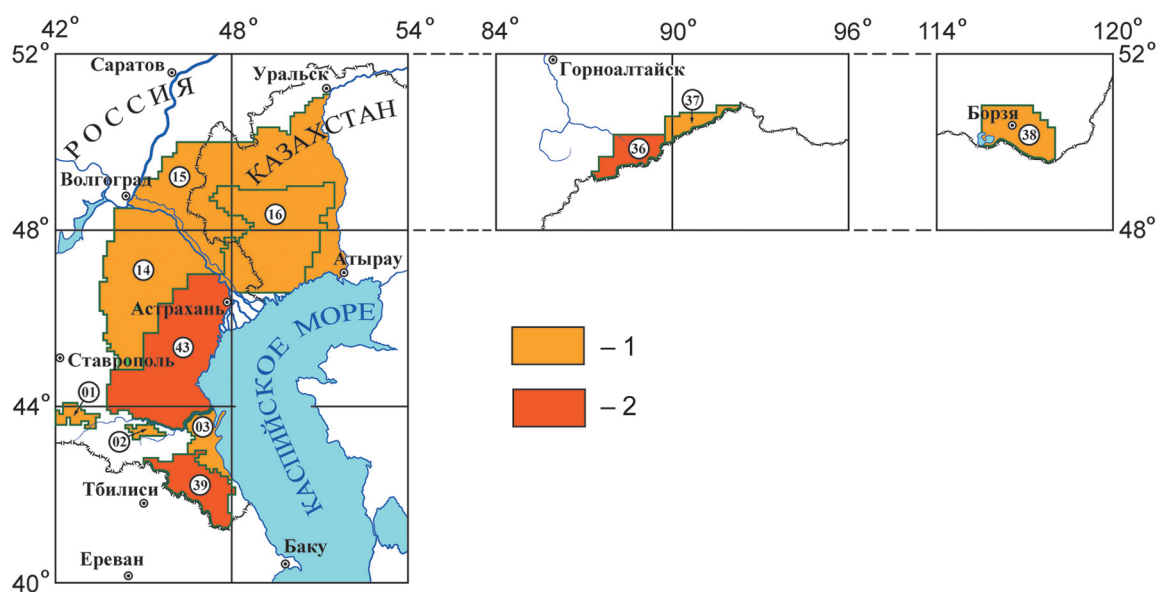 42° 48° 54° 84° 90° 96° 114° 120°
52° 52°
Саратов
Уральск
Горноалтайск
РОССИЯ
КАЗАХСТАН
37
Борзя
36
38
15
Волгоград
16
48° 48°
14
Атырау
Астрахань
КАСПИЙСКОЕ МОРЕ
43
– 1
Ставрополь
01
– 2
44°
03
02
39
Тбилиси
Ереван
Баку
40°